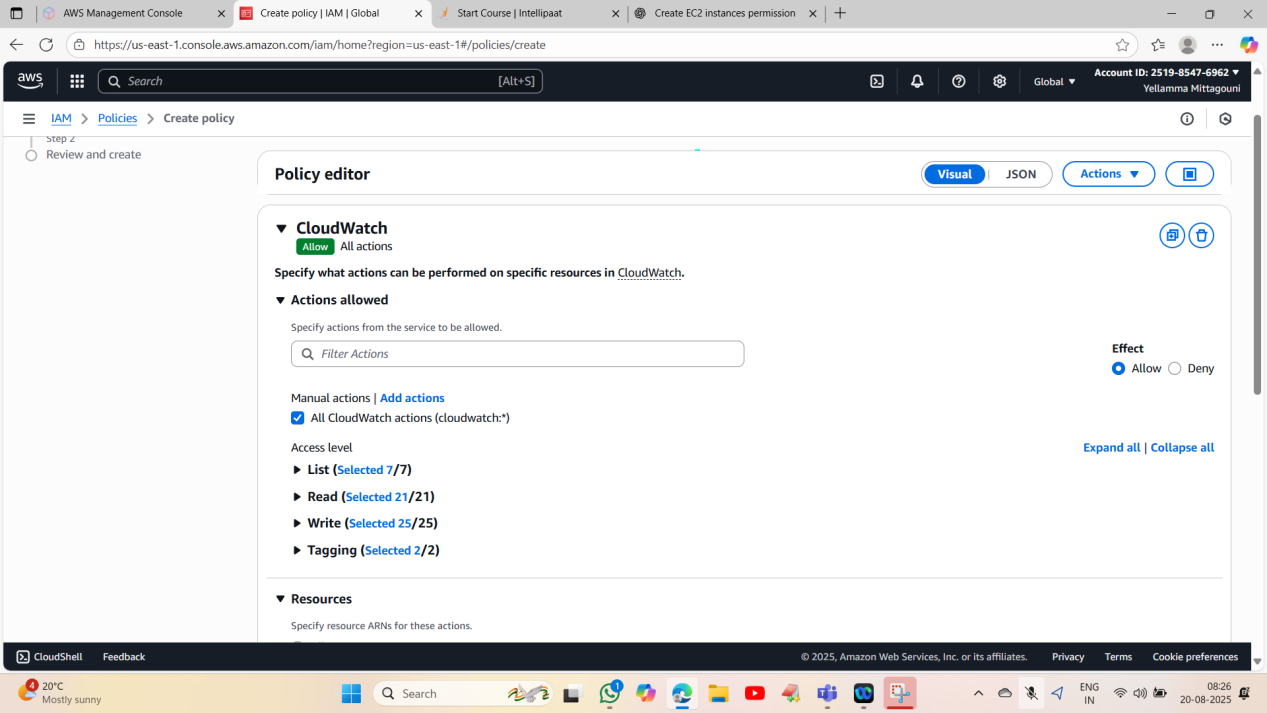 AWS Management Console
Create policy | IAM | Global
Start Course | Intellipaat
Create EC2 instances permission
https://us-east-1.console.aws.amazon.com/iam/home?region=us-east-1#/policies/create
aws
Search [Alt+S]
Global
Account ID: 2519-8547-6962
Yellamma Mittagouni
IAM
Policies
Create policy
Step 2
Review and create
Policy editor
Visual
JSON
Actions
CloudWatch
Allow All actions
Specify what actions can be performed on specific resources in CloudWatch.
Actions allowed
Specify actions from the service to be allowed.
Filter Actions
Effect
Allow
Deny
Manual actions | Add actions
All CloudWatch actions (cloudwatch:*)
Access level
Expand all | Collapse all
List (Selected 7/7)
Read (Selected 21/21)
Write (Selected 25/25)
Tagging (Selected 2/2)
Resources
Specify resource ARNs for these actions.
CloudShell
Feedback
© 2025, Amazon Web Services, Inc. or its affiliates.
Privacy
Terms
Cookie preferences
4
20°C
Mostly sunny
Search
1
ENG
IN
08:26
20-08-2025